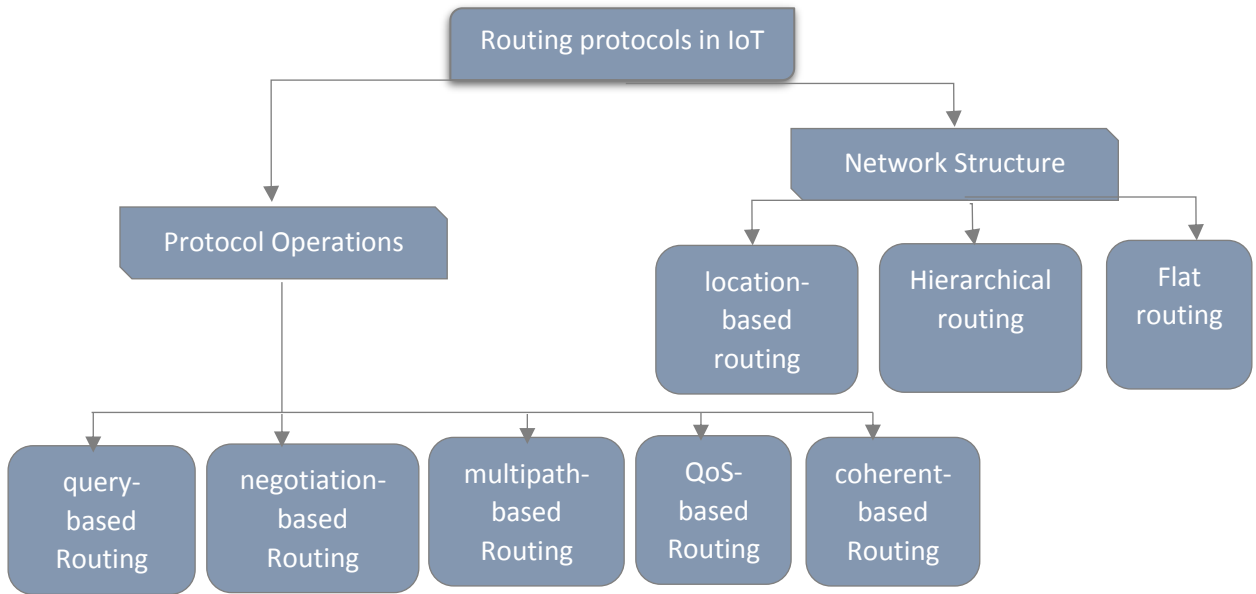 Routing protocols in IoT
Network Structure
Protocol Operations
location-
based
routing
Hierarchical
routing
Flat
routing
query-
based
Routing
negotiation-
based
Routing
multipath-
based
Routing
QoS-
based
Routing
coherent-
based
Routing